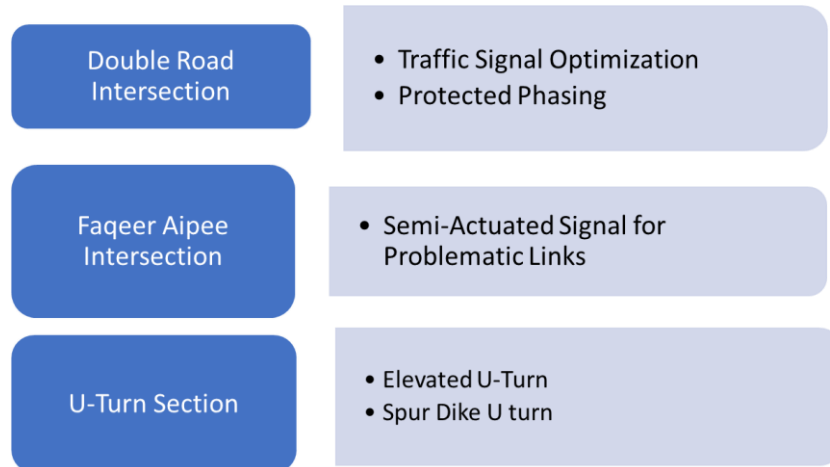 Double Road
Intersection
• Traffic Signal Optimization
• Protected Phasing
Faqeer Aipee
Intersection
• Semi-Actuated Signal for
Problematic Links
U-Turn Section
• Elevated U-Turn
• Spur Dike U turn